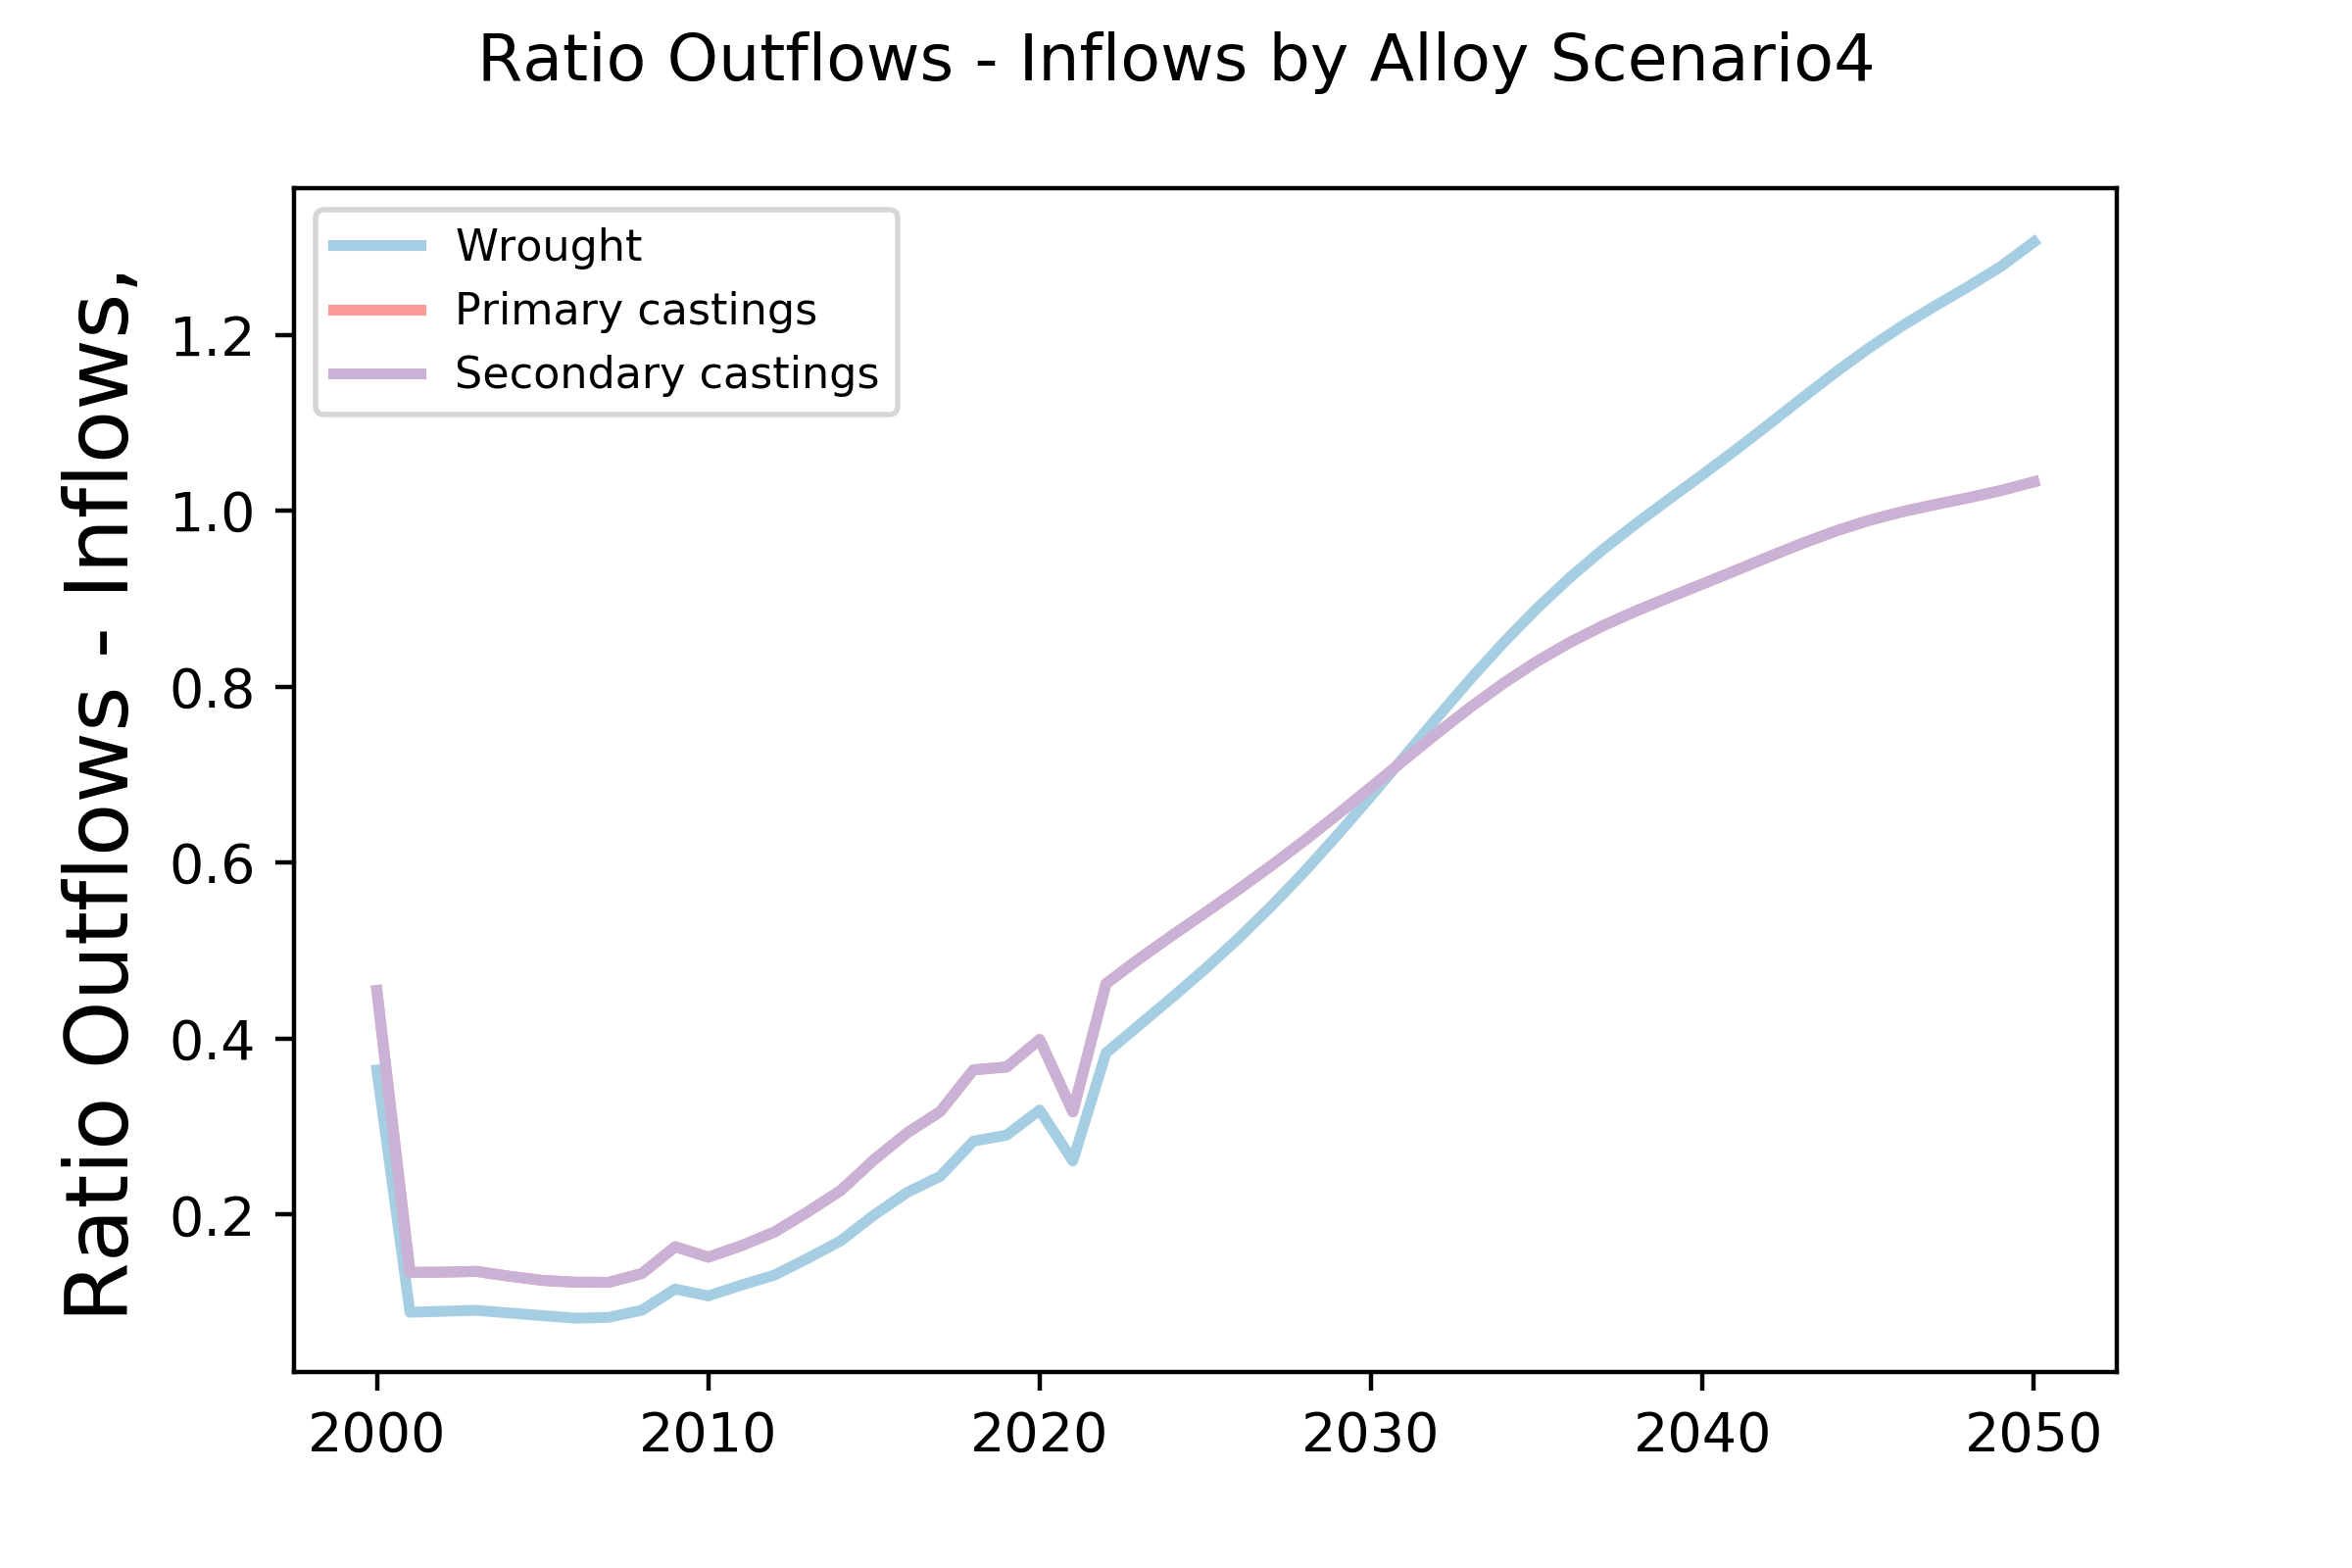 Ratio Outflows - Inflows by Alloy Scenario4
Wrought
Primary castings
Secondary castings
Ratio Outflows - Inflows,
1.2
1.0
0.8
0.6
0.4
0.2
2000 2010 2020 2030 2040 2050